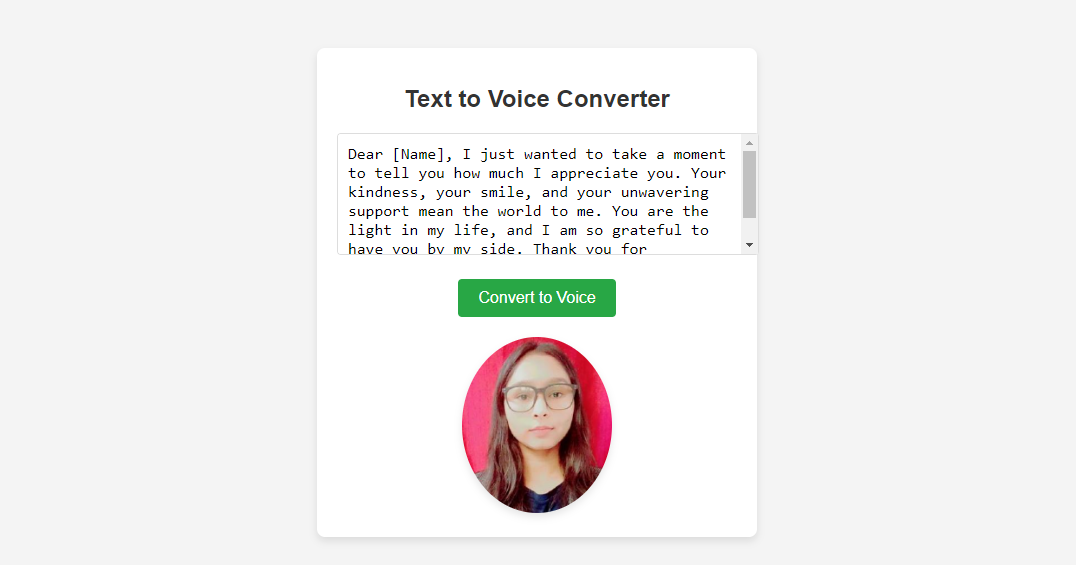 Text to Voice Converter
Dear [Name], I just wanted to take a moment
to tell you how much I appreciate you. Your
kindness, your smile, and your unwavering
support mean the world to me. You are the
light in my life, and I am so grateful to
have you by my side. Thank you for
Convert to Voice